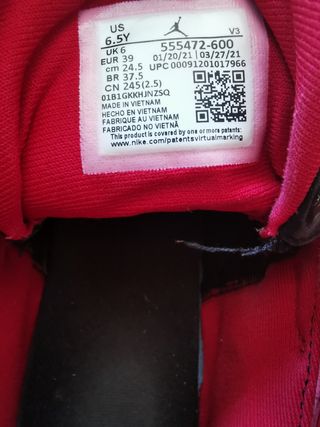 US
6.5Y
V3
UK 6
555472-600
EUR 39
01/20/21 03/27/21
cm 24.5
UPC 00091201017966
BR 37.5
CN 245(2.5)
01B1GKKHJNZSQ
MADE IN VIETNAM
HECHO EN VIETNAM
FABRIQUE AU VIETNAM
FABRICADO NO VIETNÃ
This product is covered by one or more patents:
www.nike.com/patentsvirtualmarking